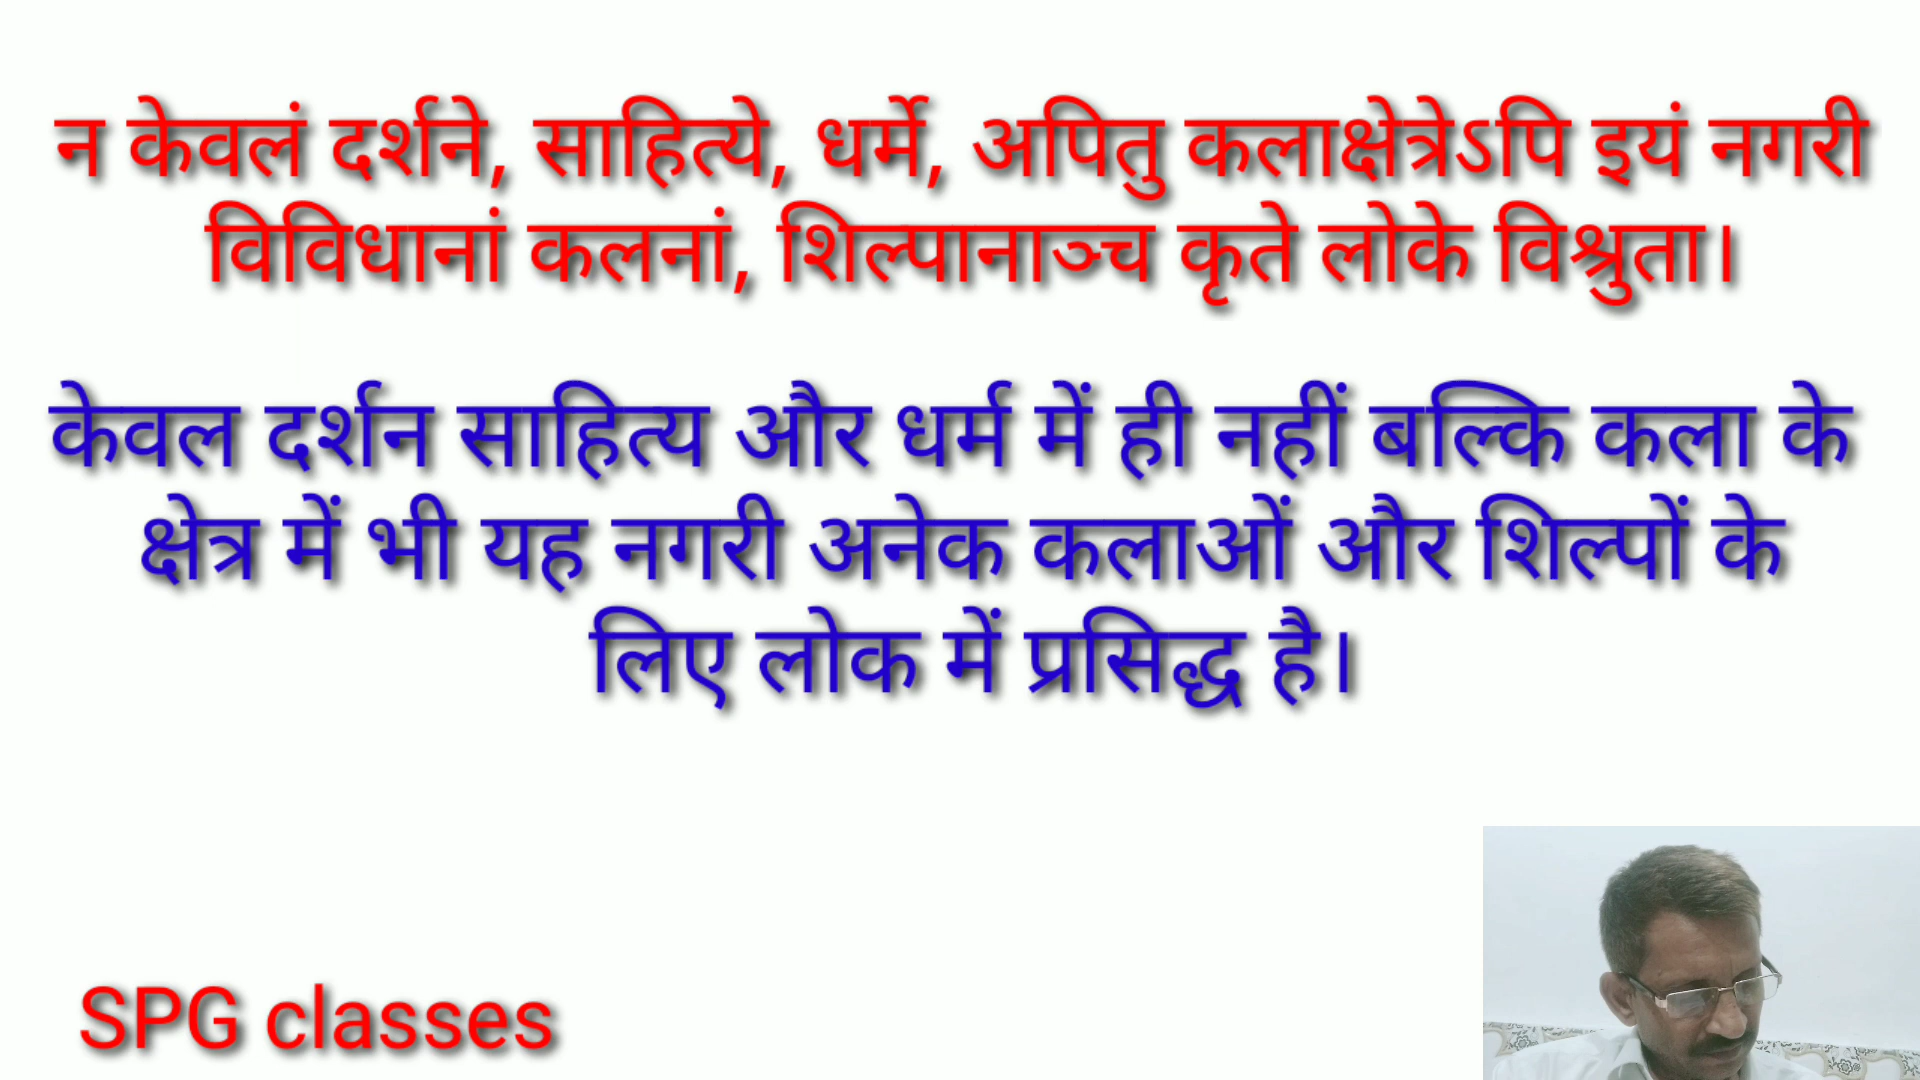 न केवलं दर्शने, साहित्ये, धर्मे, अपितु कलाक्षेत्रेऽपि इयं नगरी
विविधानां कलनां, शिल्पानाञ्च कृते लोके विश्रुता।
केवल दर्शन साहित्य और धर्म में ही नहीं बल्कि कला के
क्षेत्र में भी यह नगरी अनेक कलाओं और शिल्पों के
लिए लोक में प्रसिद्ध है।
SPG classes